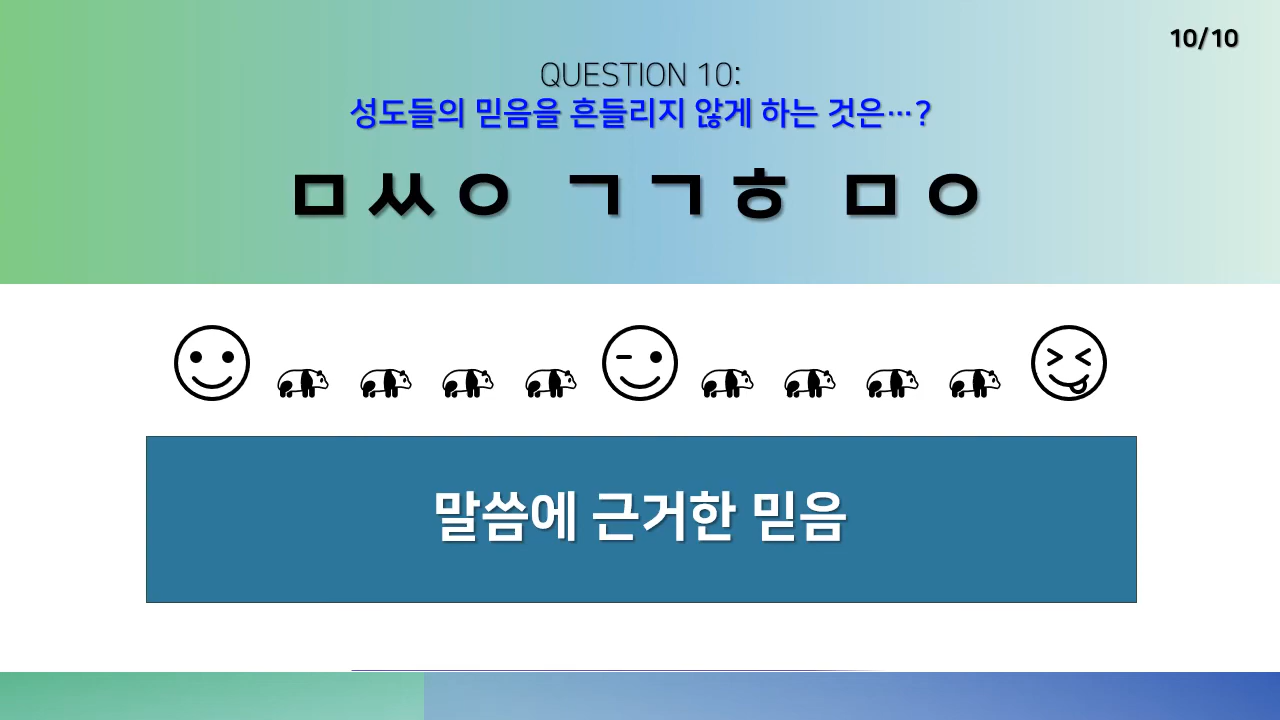 10/10
QUESTION 10:
성도들의 믿음을 흔들리지 않게 하는 것은…?
ㅁㅆㅇ ㄱㄱㅎ ㅁㅇ
말씀에 근거한 믿음